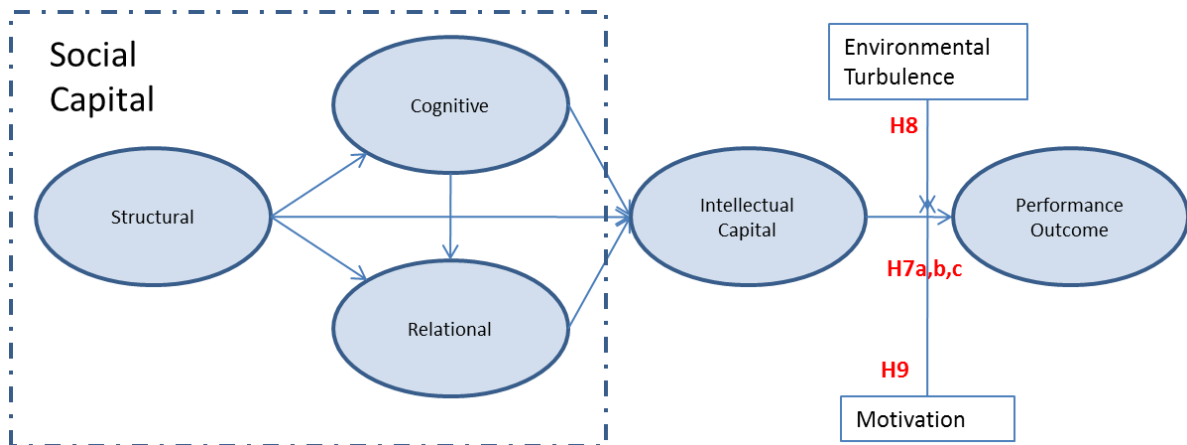 Social
Capital
Cognitive
Structural
Relational
Intellectual
Capital
Environmental
Turbulence
H8
Performance
Outcome
H7a,b,c
H9
Motivation